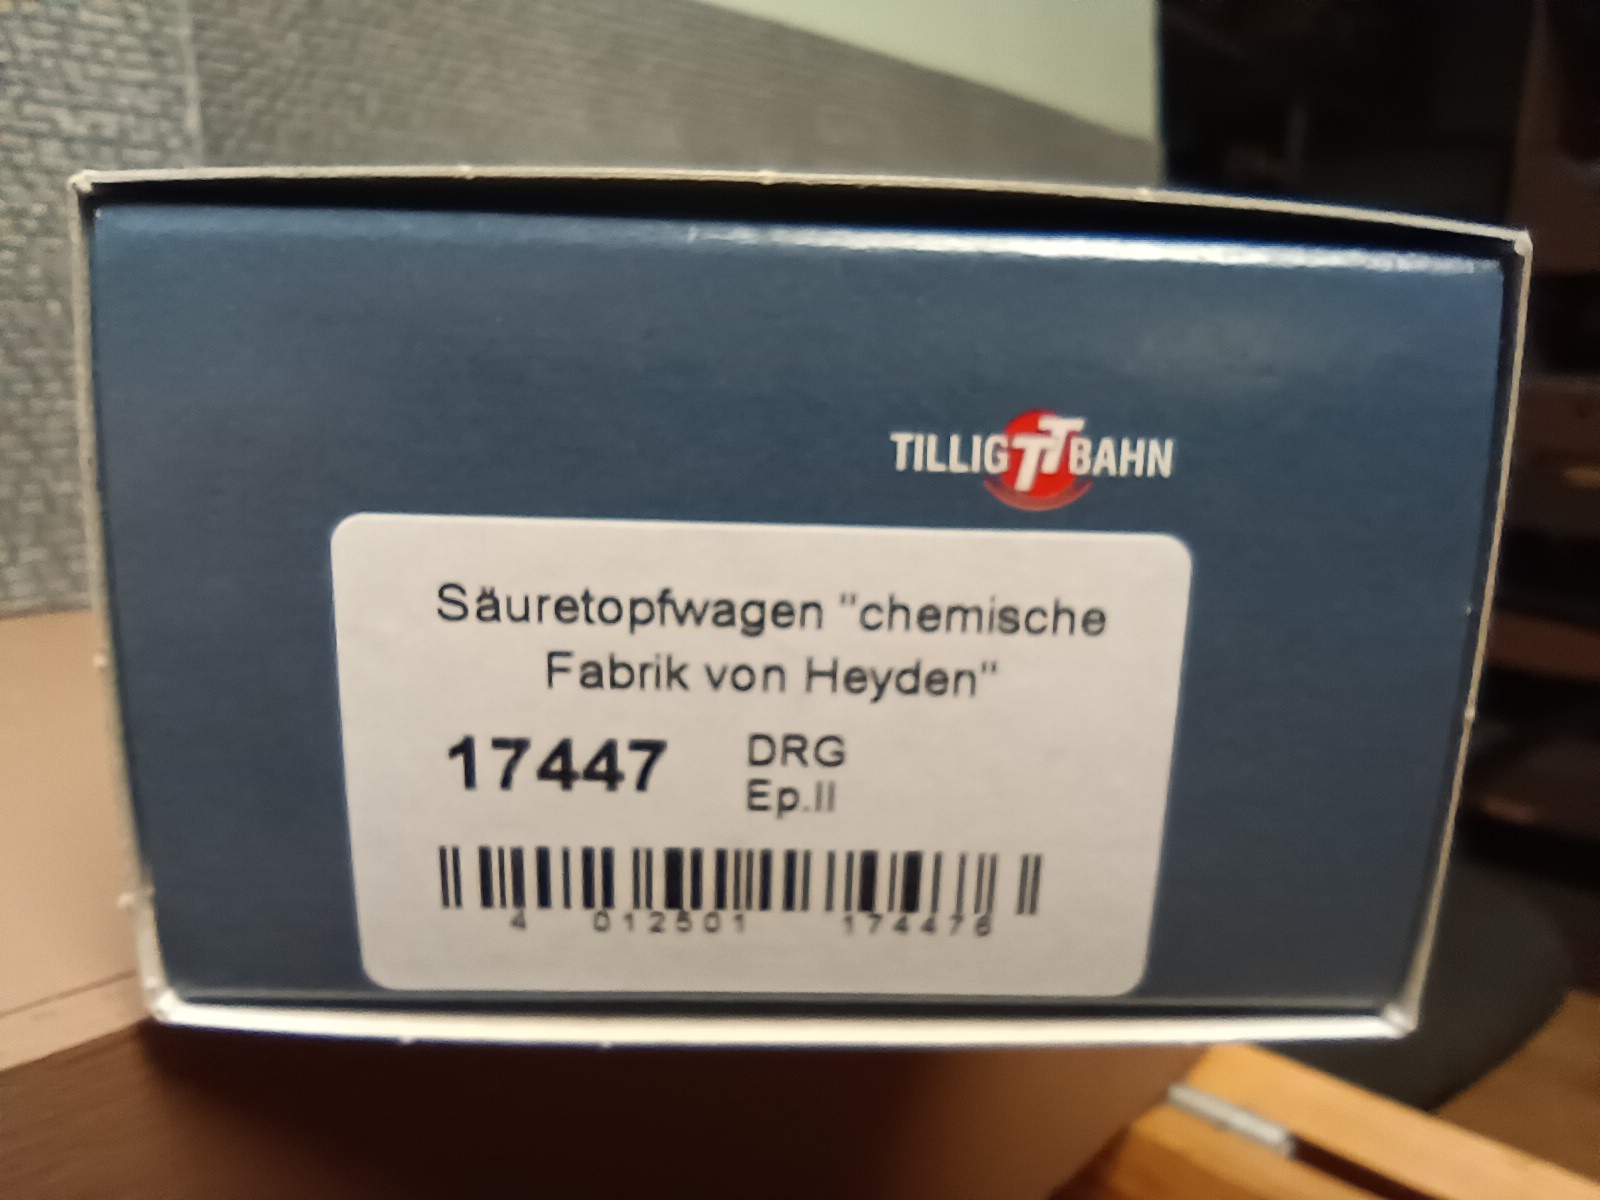 TILLIG TT BAHN
Säuretopfwagen "chemische
Fabrik von Heyden"
17447
DRG
Ep.II
4 012501 174476